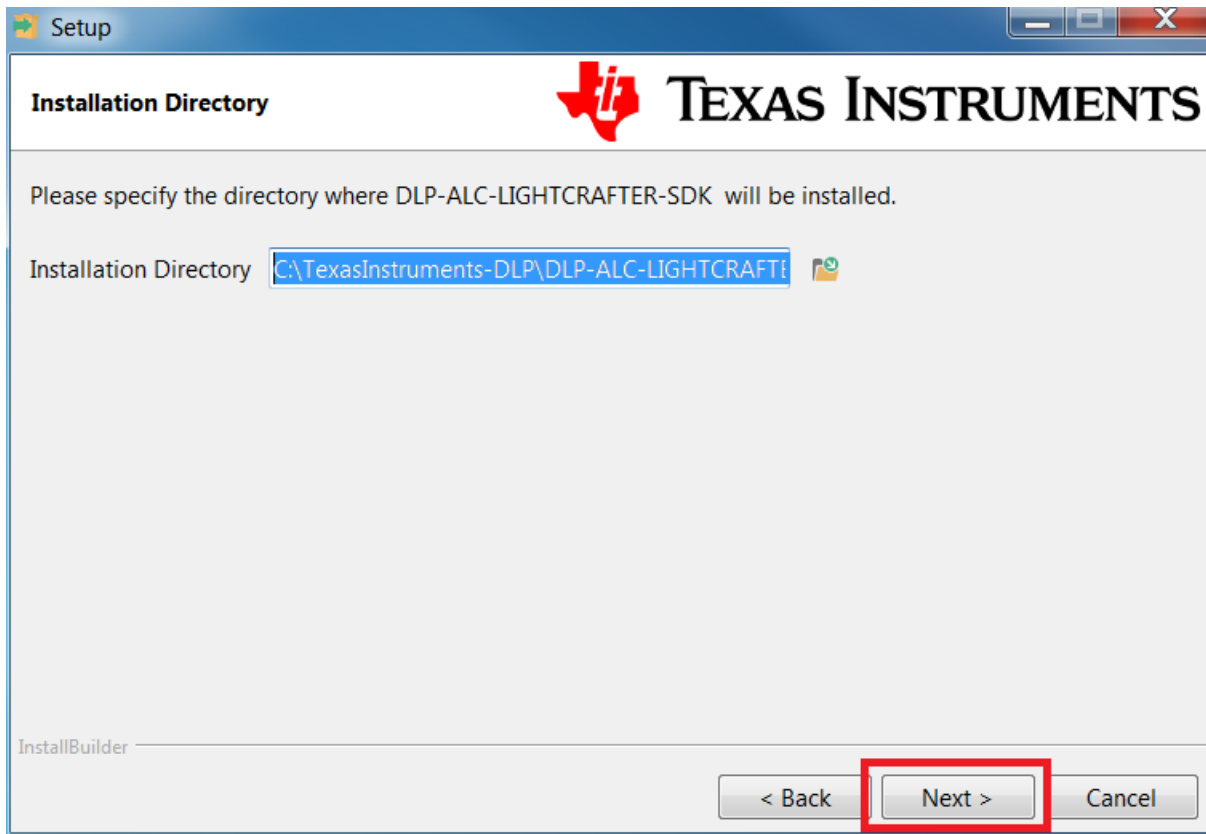 Setup
Installation Directory
TEXAS INSTRUMENTS
Please specify the directory where DLP-ALC-LIGHTCRAFTER-SDK will be installed.
Installation Directory C:\TexasInstruments-DLP\DLP-ALC-LIGHTCRAFTE
InstallBuilder
< Back Next > Cancel